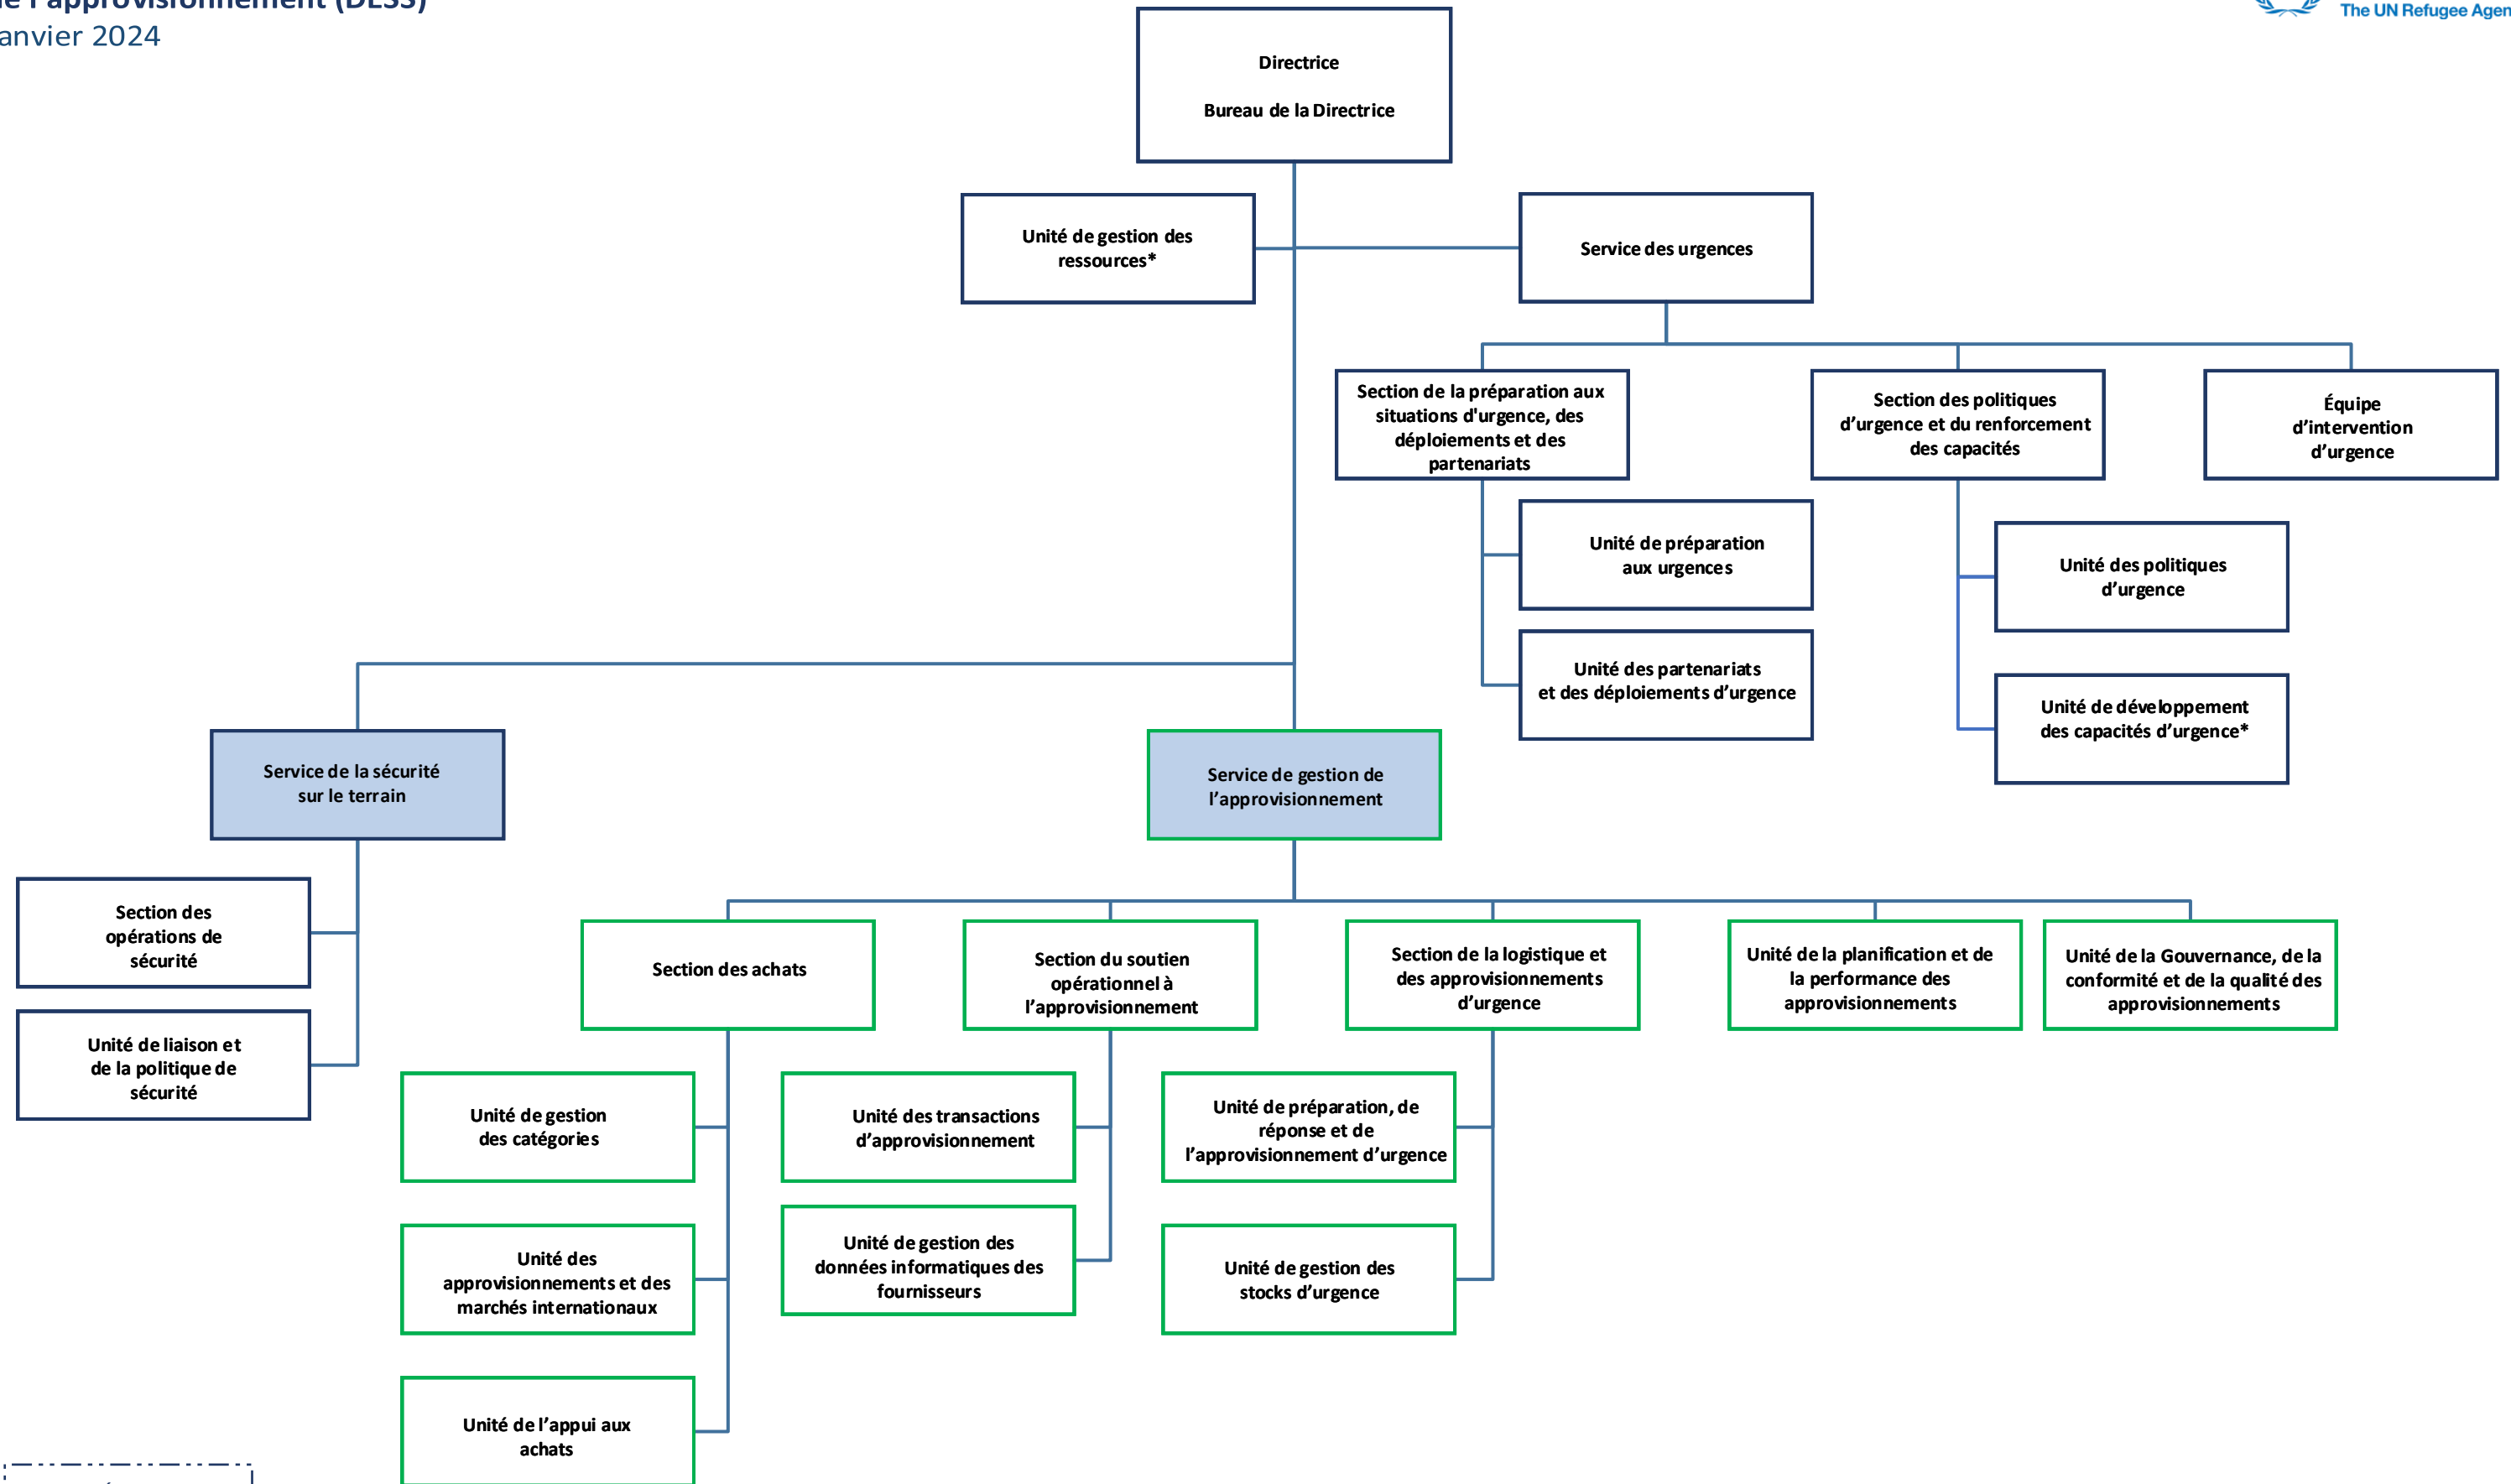 l'approvisionnement (DESS)
anvier 2024
The UN Refugee Agen
Directrice
Bureau de la Directrice
Unité de gestion des
ressources*
Service des urgences
Section de la préparation aux
situations d'urgence, des
déploiements et des
partenariats
Section des politiques
d’urgence et du renforcement
des capacités
Équipe
d’intervention
d’urgence
Unité de préparation
aux urgences
Unité des partenariats
et des déploiements d’urgence
Unité des politiques
d’urgence
Unité de développement
des capacités d’urgence*
Service de la sécurité
sur le terrain
Service de gestion de
l’approvisionnement
Section des
opérations de
sécurité
Unité de liaison et
de la politique de
sécurité
Section des achats
Section du soutien
opérationnel à
l’approvisionnement
Section de la logistique et
des approvisionnements
d’urgence
Unité de la planification et de
la performance des
approvisionnements
Unité de la Gouvernance, de la
conformité et de la qualité des
approvisionnements
Unité de gestion
des catégories
Unité des
approvisionnements et des
marchés internationaux
Unité de l’appui aux
achats
Unité des transactions
d’approvisionnement
Unité de gestion des
données informatiques des
fournisseurs
Unité de préparation, de
réponse et de
l’approvisionnement d’urgence
Unité de gestion des
stocks d’urgence